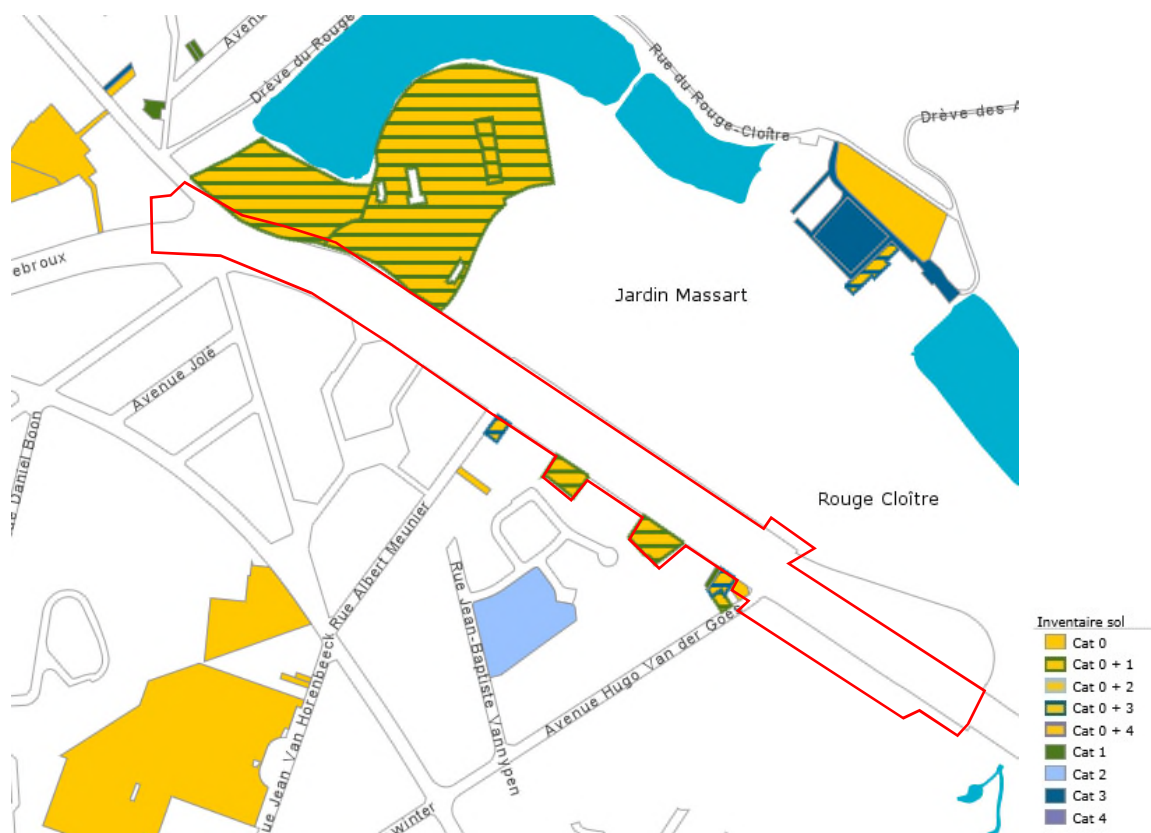 Avenue
Drève du Rouge
Rue du Rouge-Cloître
Drève des A
ebroux
Jardin Massart
Avenue Jolé
ue Daniel Boon
Rouge Cloître
Rue Albert Meunier
Rue Jean-Baptiste Vannypen
Avenue Hugo Van der Goes
Rue Jean Van Horenbeeck
winter
Inventaire sol
Cat 0
Cat 0 + 1
Cat 0 + 2
Cat 0 + 3
Cat 0 + 4
Cat 1
Cat 2
Cat 3
Cat 4